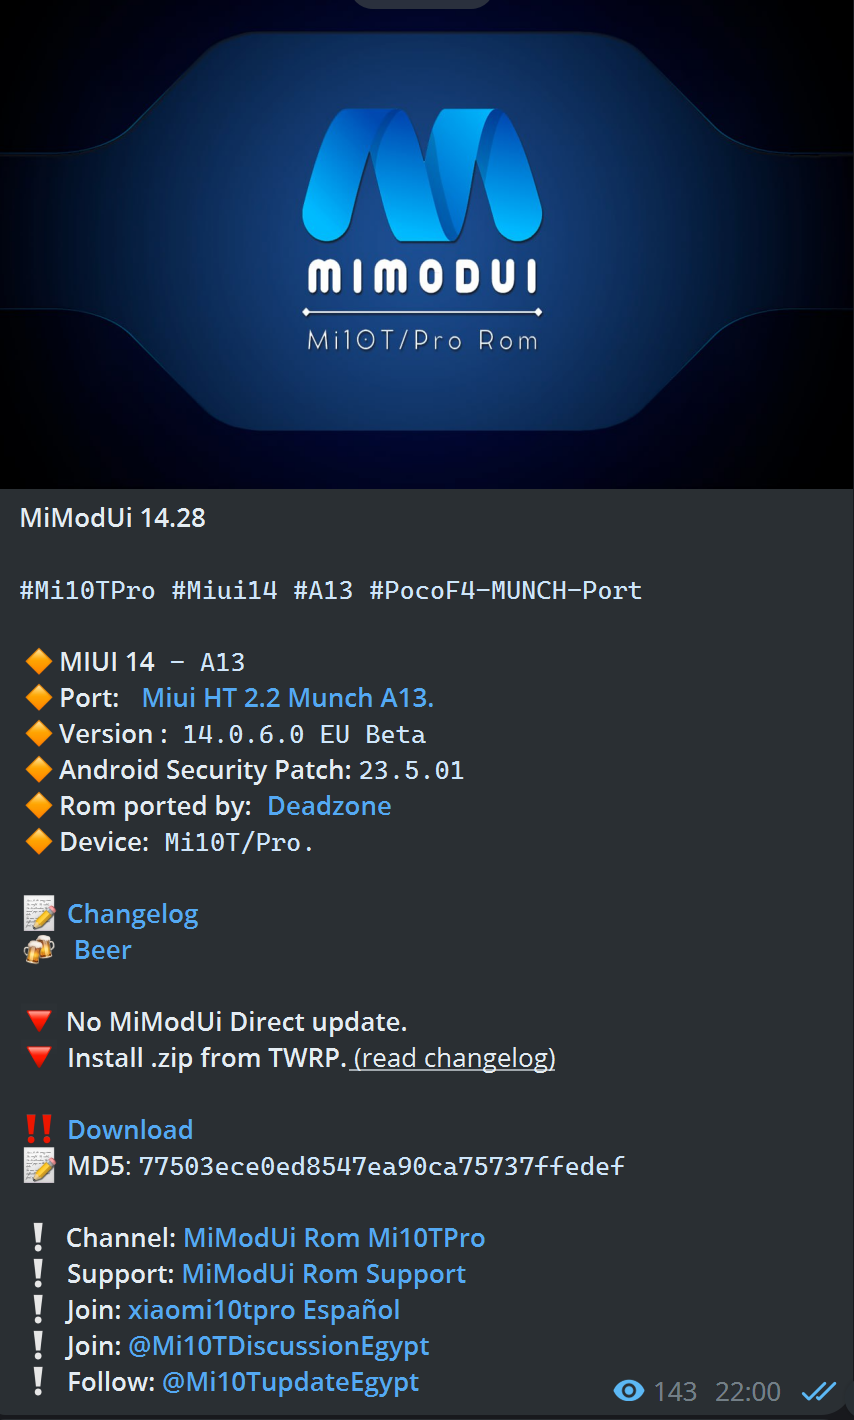 MIMODUI
Mi10T/Pro Rom
MiModUi 14.28
#Mi10TPro #Miui14 #A13 #PocoF4-MUNCH-Port
🔶MIUI 14 - A13
🔶Port: Miui HT 2.2 Munch A13.
🔶Version : 14.0.6.0 EU Beta
🔶Android Security Patch: 23.5.01
🔶Rom ported by: Deadzone
🔶Device: Mi10T/Pro.
📝 Changelog
🍻 Beer
🔻 No MiModUi Direct update.
🔻 Install .zip from TWRP. (read changelog)
‼️ Download
📝 MD5: 77503ece0ed8547ea90ca75737ffedef
❕ Channel: MiModUi Rom Mi10TPro
❕ Support: MiModUi Rom Support
❕ Join: xiaomi10tpro Español
❕ Join: @Mi10TDiscussionEgypt
❕ Follow: @Mi10TupdateEgypt
143 22:00